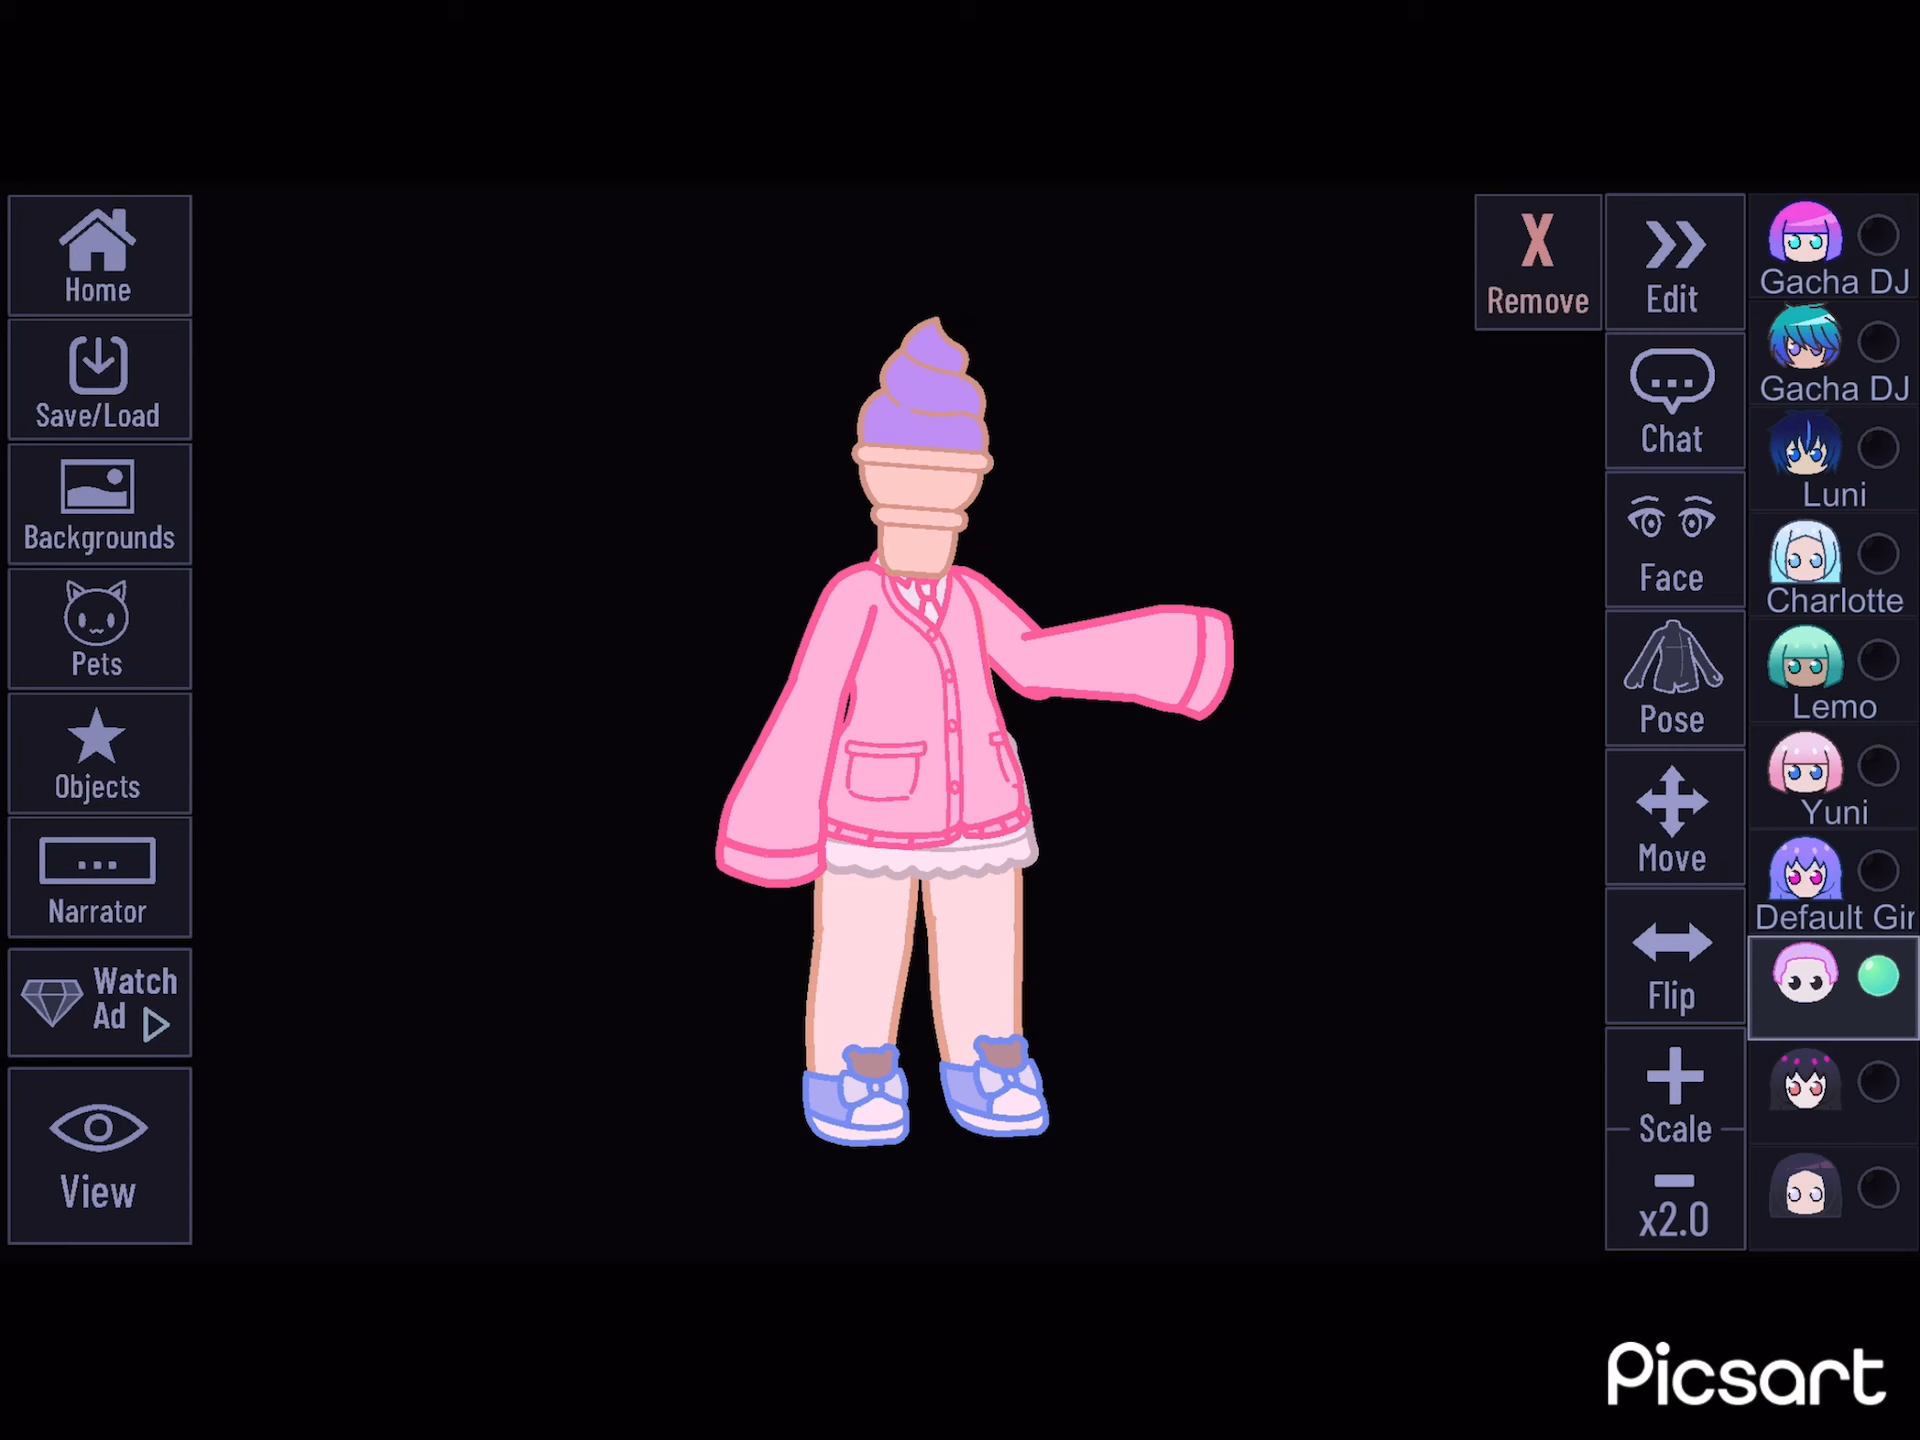 Home
Save/Load
Backgrounds
Pets
Objects
...
Narrator
Watch
Ad
View
X
Remove
Edit
...
Chat
Face
Pose
Move
Flip
Scale
x2.0
Gacha DJ
Gacha DJ
Luni
Charlotte
Lemo
Yuni
Default Gir
Picsart